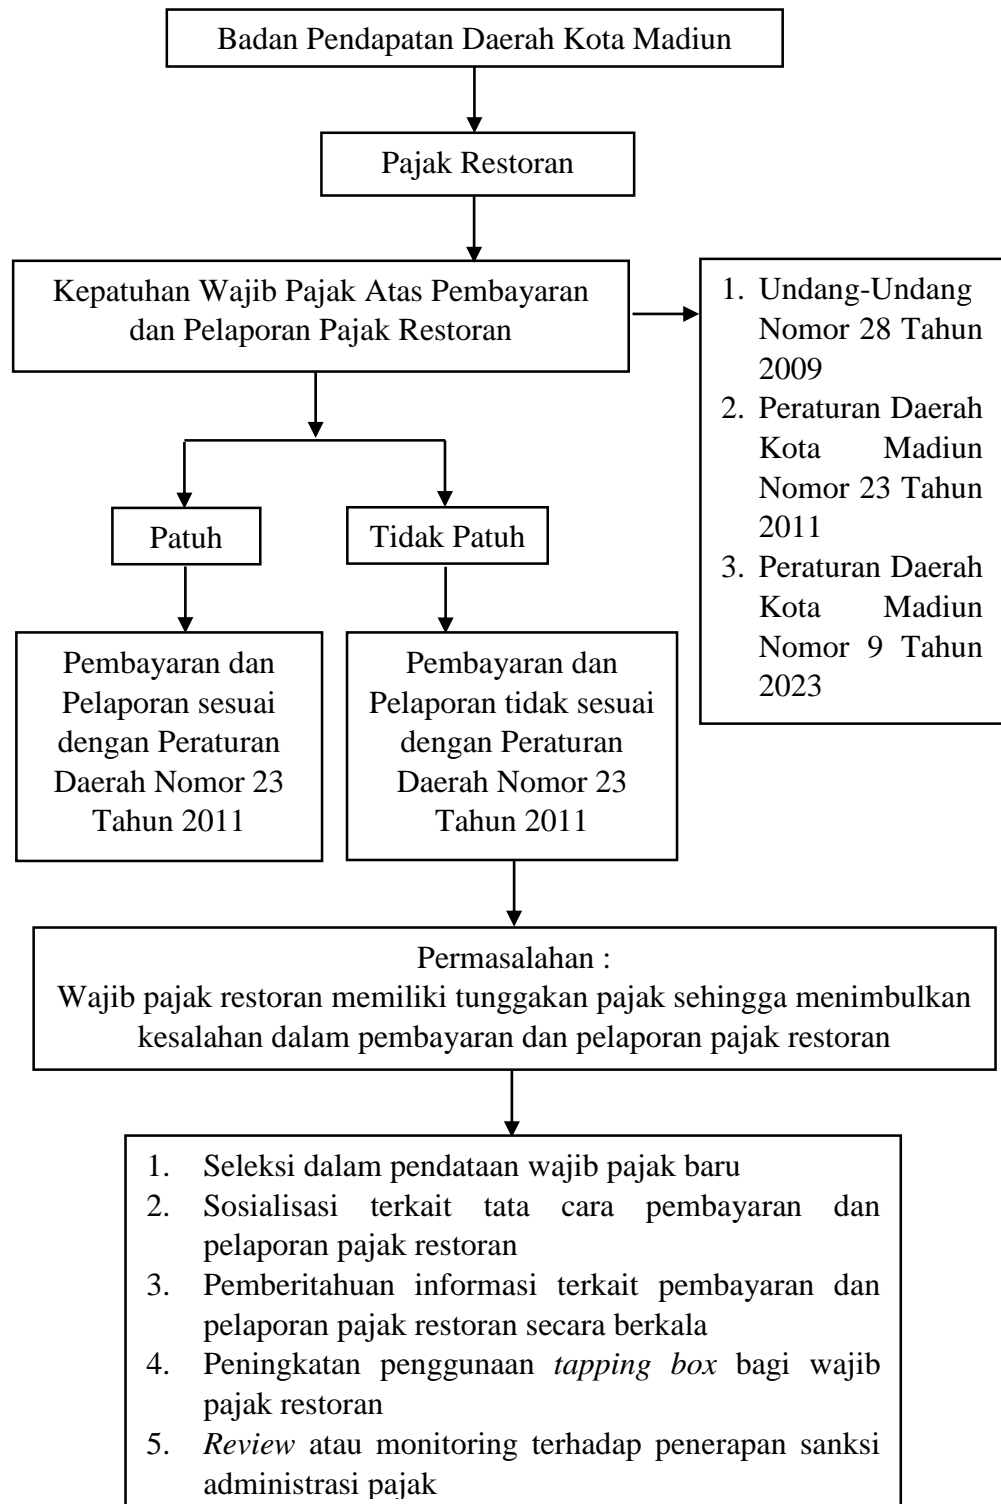 Badan Pendapatan Daerah Kota Madiun
Pajak Restoran
Kepatuhan Wajib Pajak Atas Pembayaran
dan Pelaporan Pajak Restoran
1. Undang-Undang
Nomor 28 Tahun
2009
2. Peraturan Daerah
Kota Madiun
Nomor 23 Tahun
2011
3. Peraturan Daerah
Kota Madiun
Nomor 9 Tahun
2023
Patuh
Tidak Patuh
Pembayaran dan
Pelaporan sesuai
dengan Peraturan
Daerah Nomor 23
Tahun 2011
Pembayaran dan
Pelaporan tidak sesuai
dengan Peraturan
Daerah Nomor 23
Tahun 2011
Permasalahan :
Wajib pajak restoran memiliki tunggakan pajak sehingga menimbulkan
kesalahan dalam pembayaran dan pelaporan pajak restoran
1. Seleksi dalam pendataan wajib pajak baru
2. Sosialisasi terkait tata cara pembayaran dan
pelaporan pajak restoran
3. Pemberitahuan informasi terkait pembayaran dan
pelaporan pajak restoran secara berkala
4. Peningkatan penggunaan tapping box bagi wajib
pajak restoran
5. Review atau monitoring terhadap penerapan sanksi
administrasi pajak